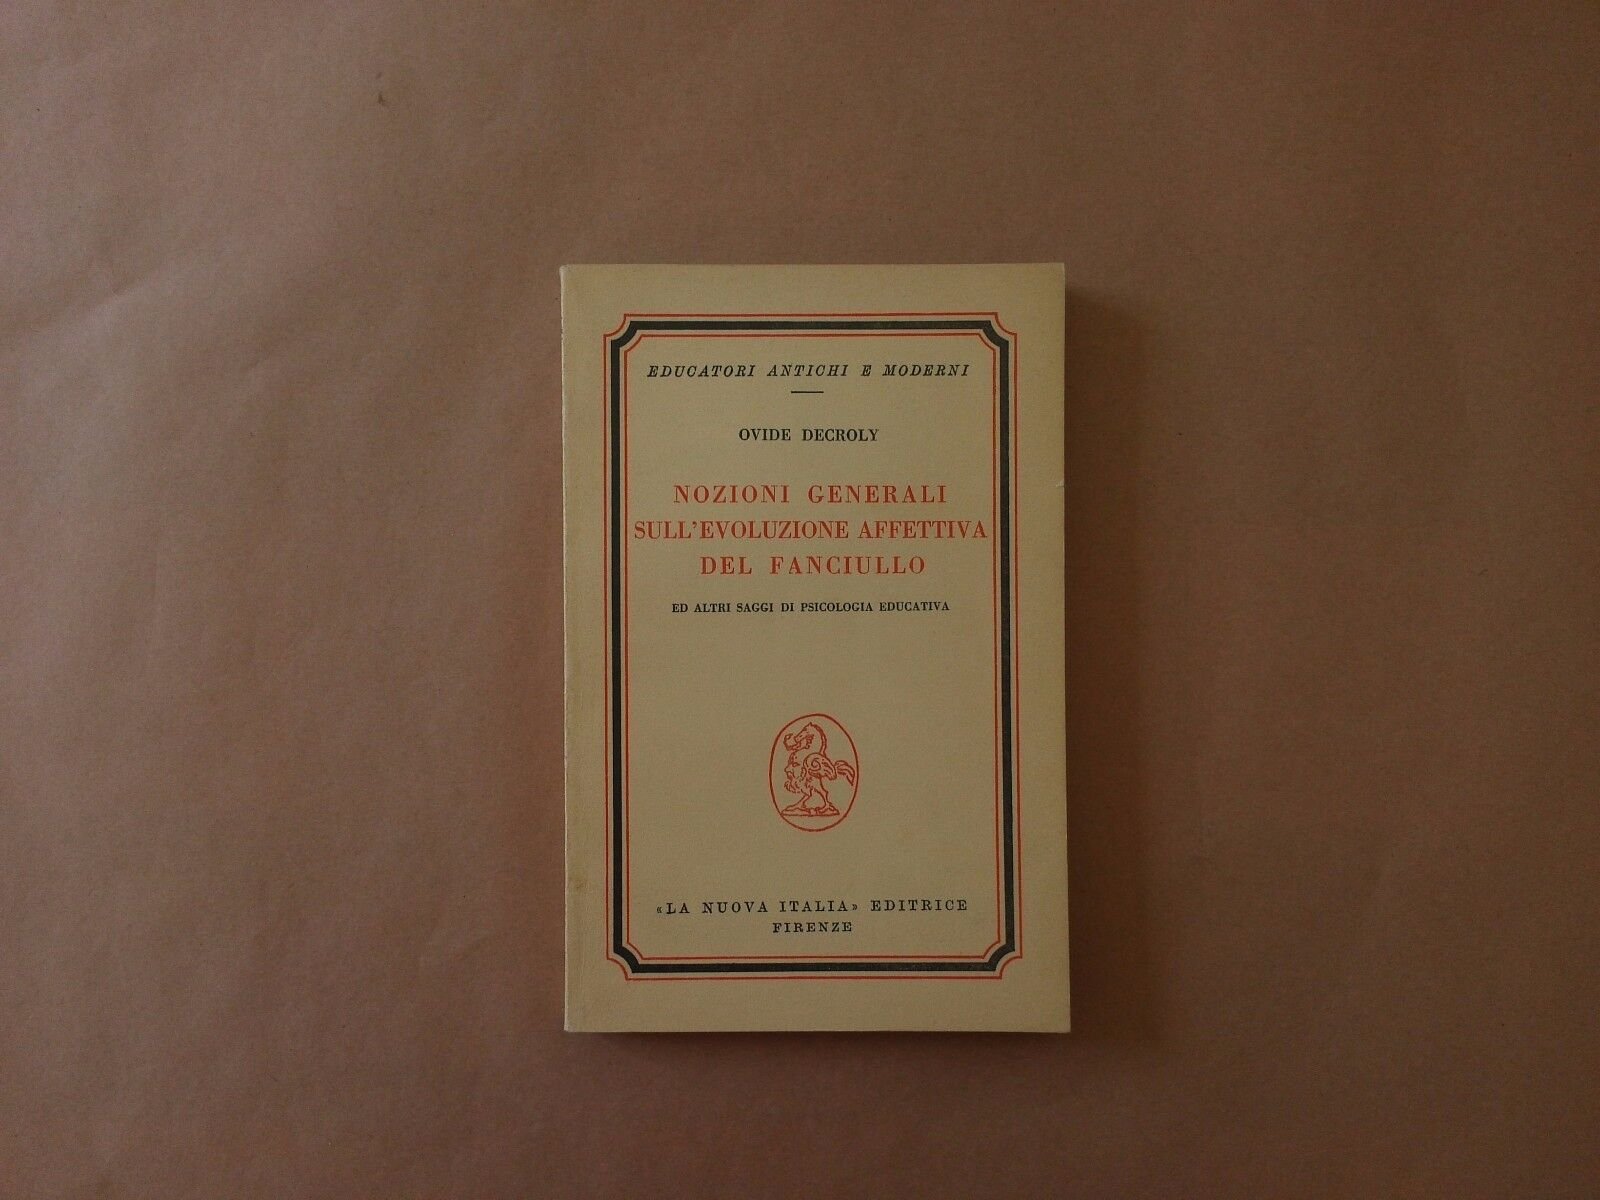 EDUCATORI ANTICHI E MODERNI
OVIDE DECROLY
NOZIONI GENERALI
SULL'EVOLUZIONE AFFETTIVA
DEL FANCIULLO
ED ALTRI SAGGI DI PSICOLOGIA EDUCATIVA
«LA NUOVA ITALIA» EDITRICE
FIRENZE